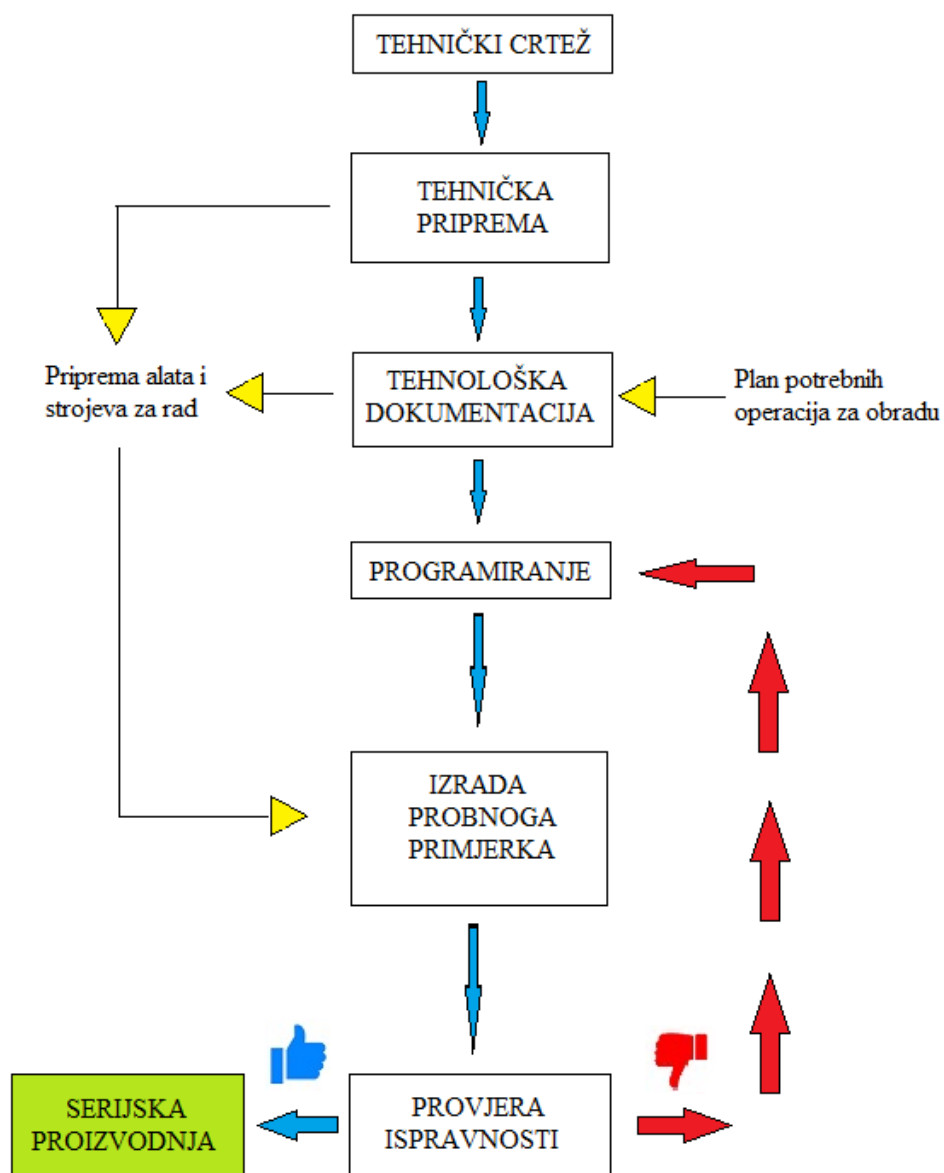 TEHNIČKI CRTEŽ
TEHNIČKA
PRIPREMA
Priprema alata i
strojeva za rad
TEHNOLOŠKA
DOKUMENTACIJA
Plan potrebnih
operacija za obradu
PROGRAMIRANJE
IZRADA
PROBNOGA
PRIMJERKA
SERIJSKA
PROIZVODNJA
PROVJERA
ISPRAVNOSTI